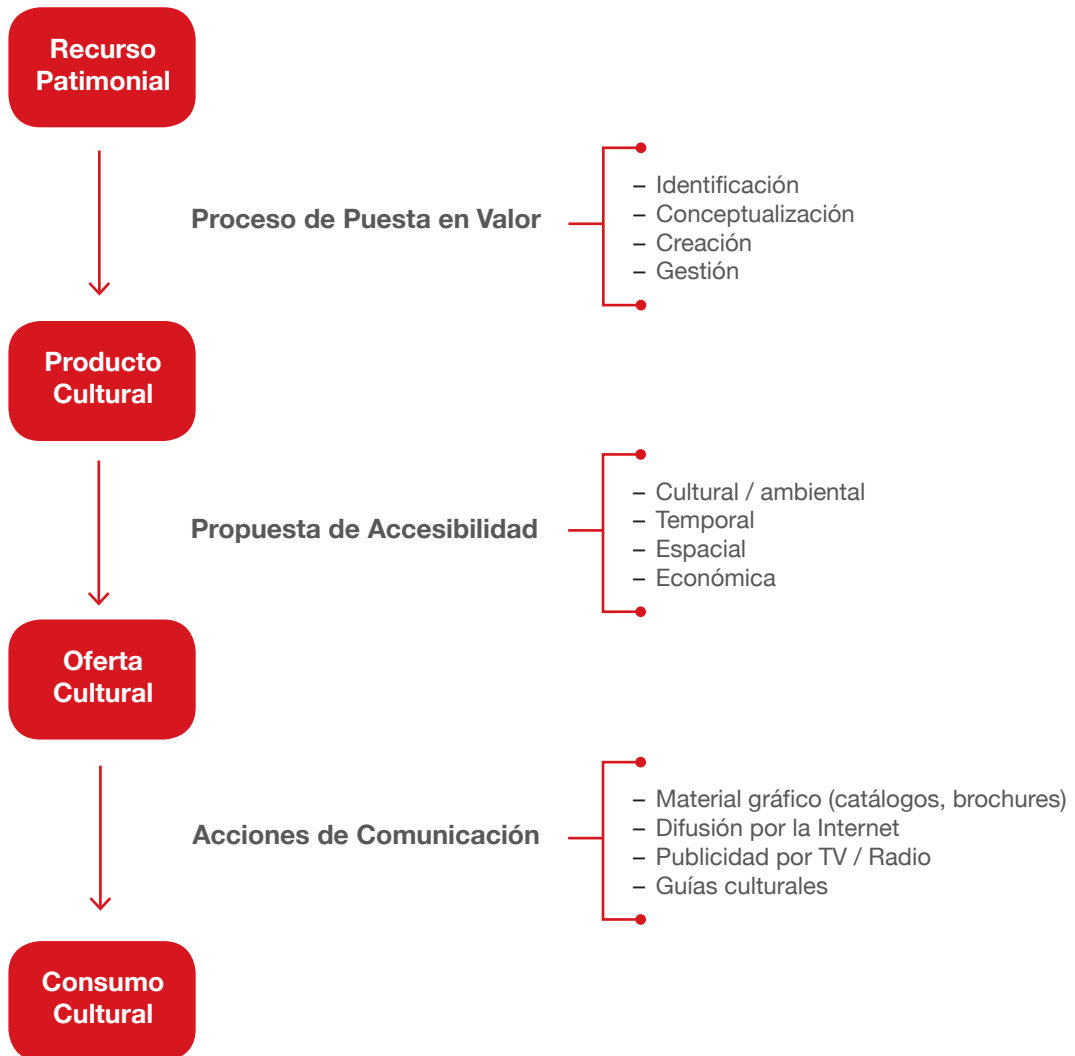 Recurso
Patimonial
Proceso de Puesta en Valor
– Identificación
– Conceptualización
– Creación
– Gestión
Producto
Cultural
Propuesta de Accesibilidad
– Cultural / ambiental
– Temporal
– Espacial
– Económica
Oferta
Cultural
Acciones de Comunicación
– Material gráfico (catálogos, brochures)
– Difusión por la Internet
– Publicidad por TV / Radio
– Guías culturales
Consumo
Cultural